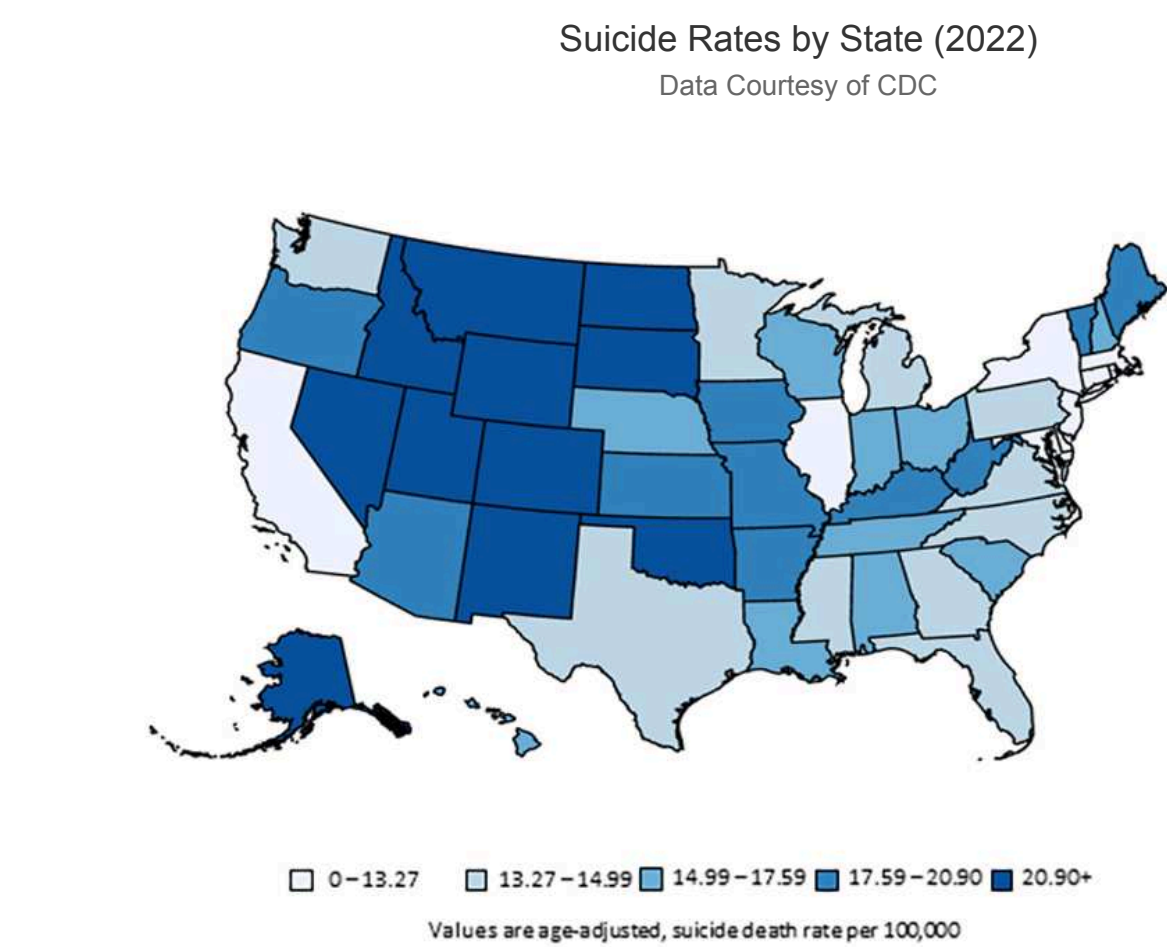 Suicide Rates by State (2022)
Data Courtesy of CDC
0–13.27 13.27–14.99 14.99–17.59 17.59–20.90 20.90+
Values are age-adjusted, suicide death rate per 100,000